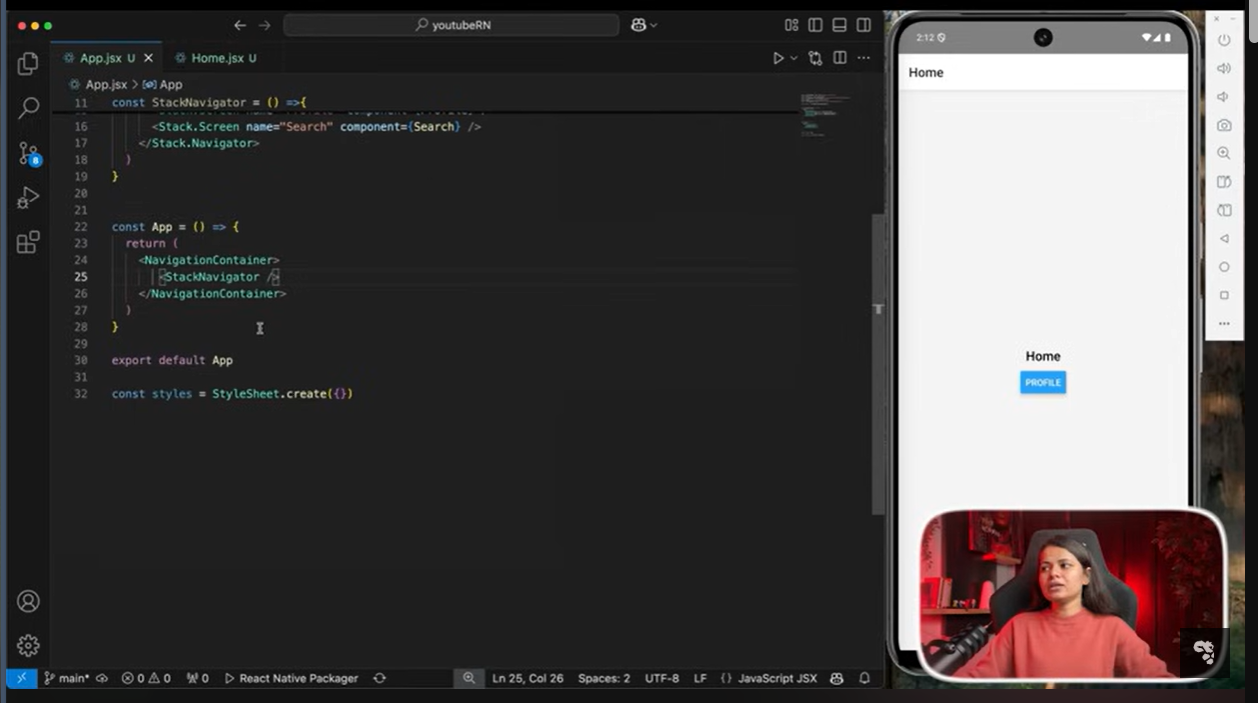 youtubeRN
App.jsx U
Home.jsx U
App.jsx > App
11 const StackNavigator = () =>{
16 <Stack.Screen name="Search" component={Search} />
17 </Stack.Navigator>
18 )
19 }
20
21
22 const App = () => {
23 return (
24 <NavigationContainer>
25 <StackNavigator />
26 </NavigationContainer>
27 )
28 }
29
30 export default App
31
32 const styles = StyleSheet.create({})
8
main*
0 0
0
React Native Packager
Ln 25, Col 26
Spaces: 2
UTF-8
LF
{} JavaScript JSX
2:12
Home
Home
PROFILE